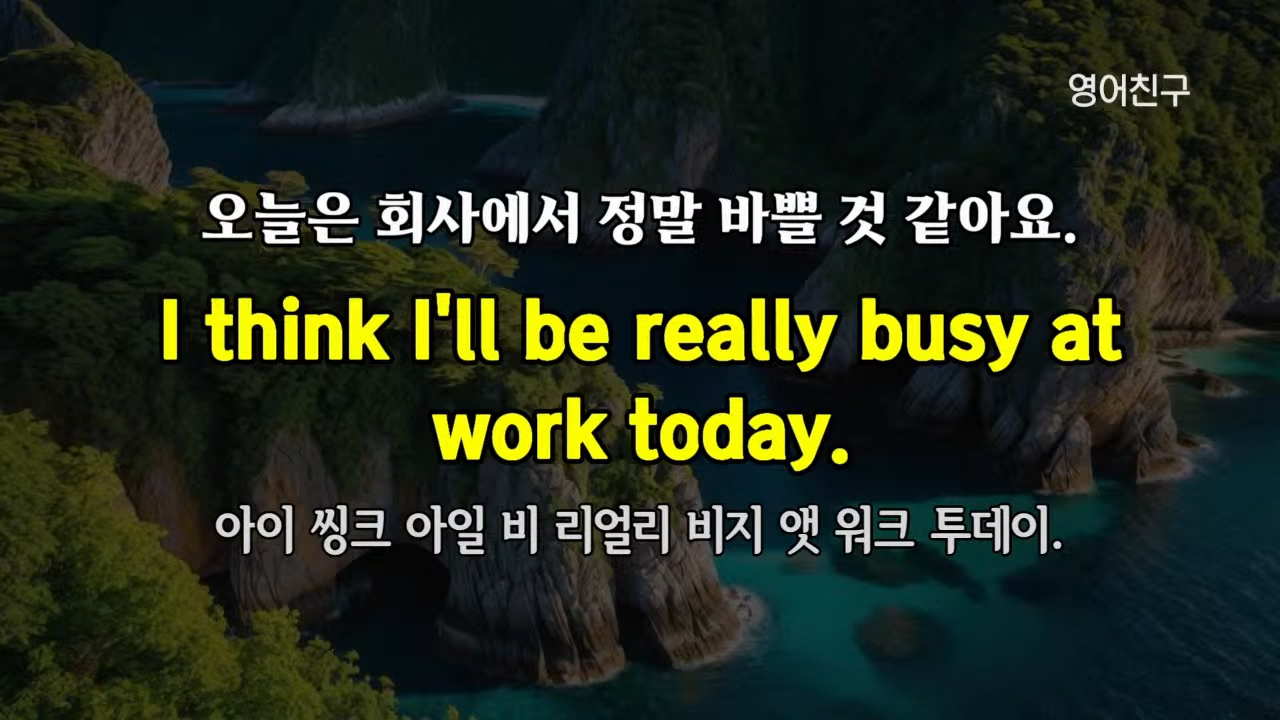 영어친구
오늘은 회사에서 정말 바쁠 것 같아요.
I think I'll be really busy at
work today.
아이 씽크 아일 비 리얼리 비지 앳 워크 투데이.